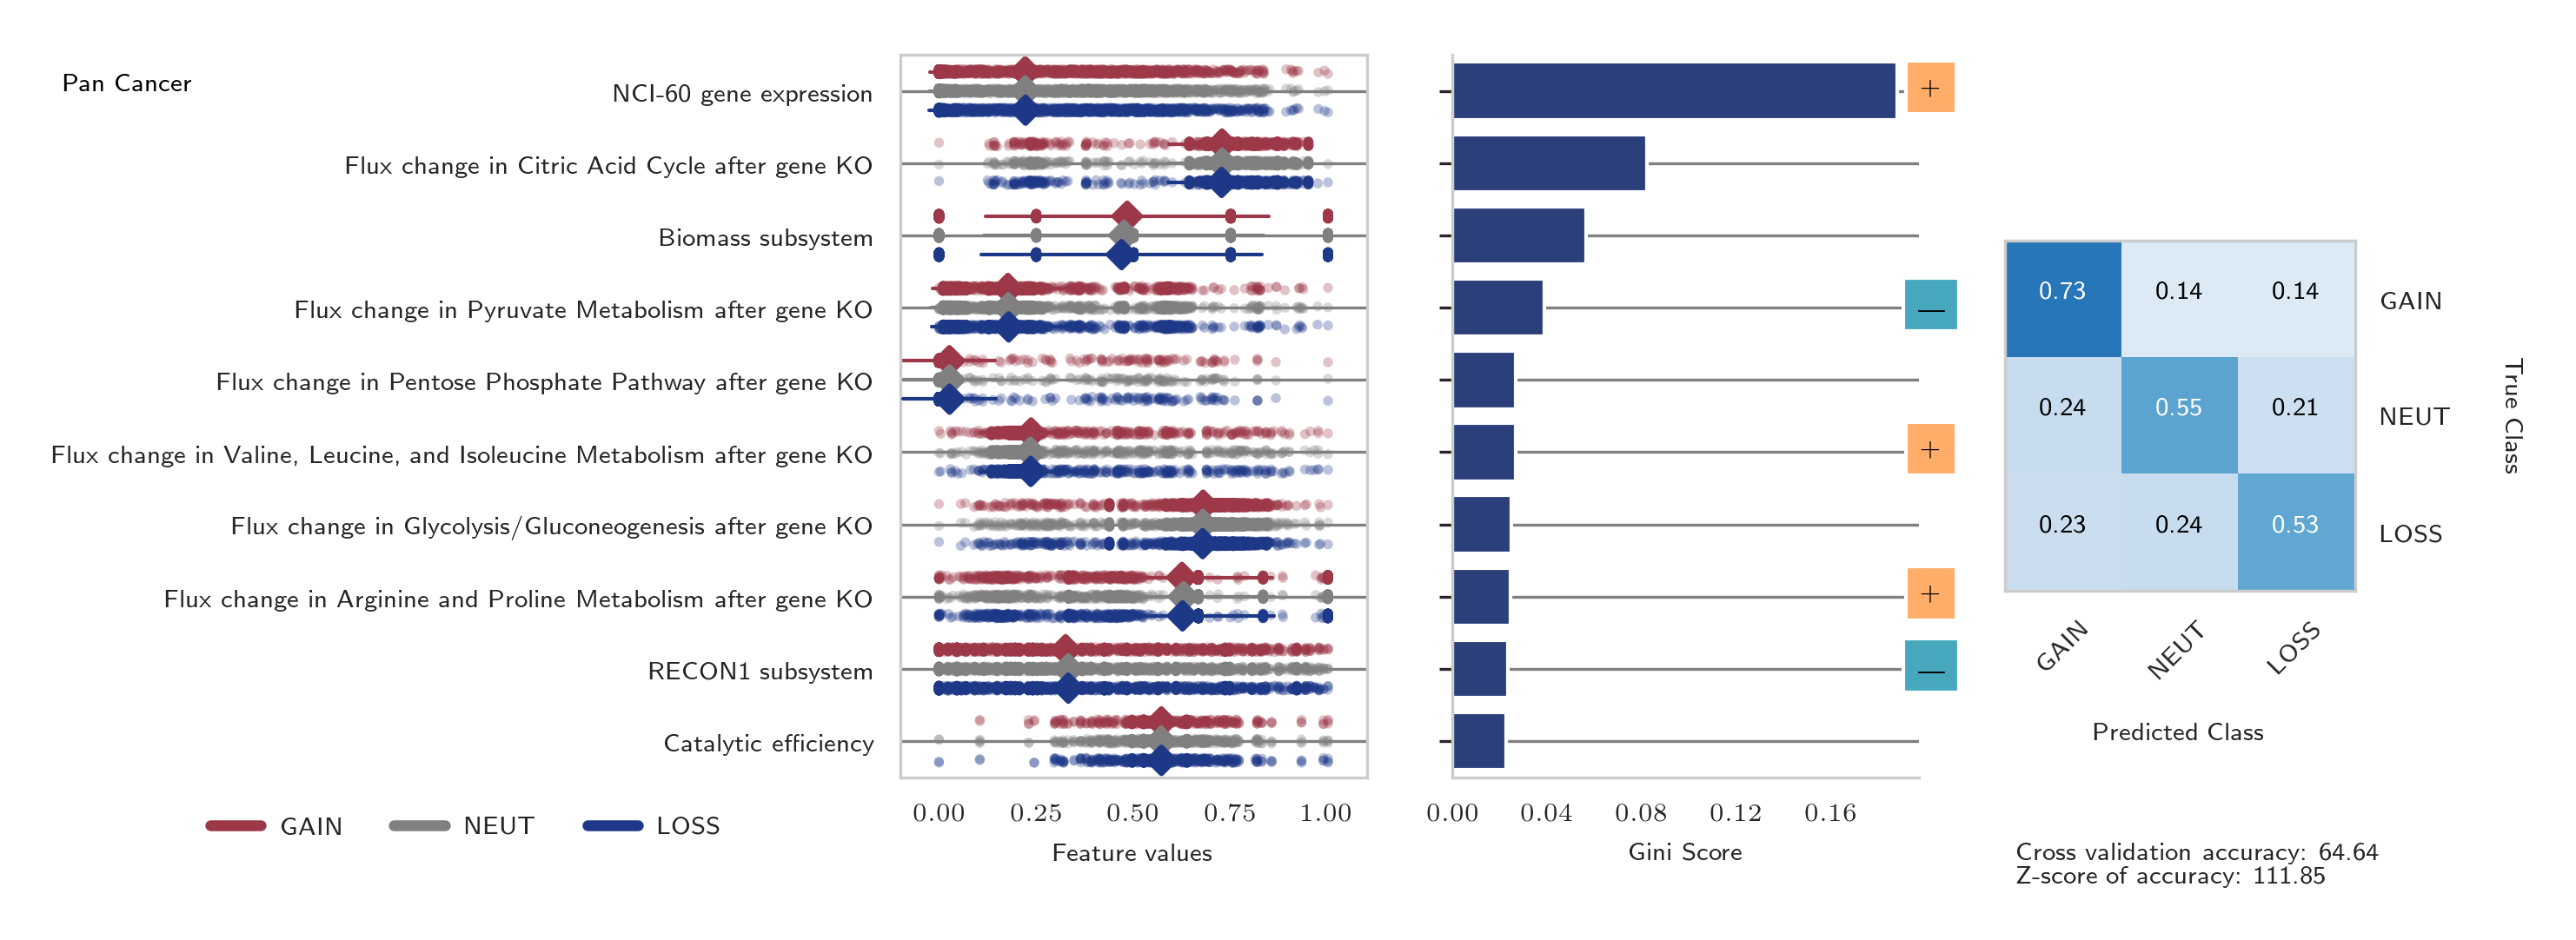 Pan Cancer
NCI-60 gene expression
Flux change in Citric Acid Cycle after gene KO
Biomass subsystem
Flux change in Pyruvate Metabolism after gene KO
Flux change in Pentose Phosphate Pathway after gene KO
Flux change in Valine, Leucine, and Isoleucine Metabolism after gene KO
Flux change in Glycolysis/Gluconeogenesis after gene KO
Flux change in Arginine and Proline Metabolism after gene KO
RECON1 subsystem
Catalytic efficiency
GAIN NEUT LOSS
0.00 0.25 0.50 0.75 1.00
Feature values
+
—
+
+
—
0.00 0.04 0.08 0.12 0.16
Gini Score
0.73 0.14 0.14 GAIN
0.24 0.55 0.21 NEUT
0.23 0.24 0.53 LOSS
True Class
GAIN NEUT LOSS
Predicted Class
Cross validation accuracy: 64.64
Z-score of accuracy: 111.85